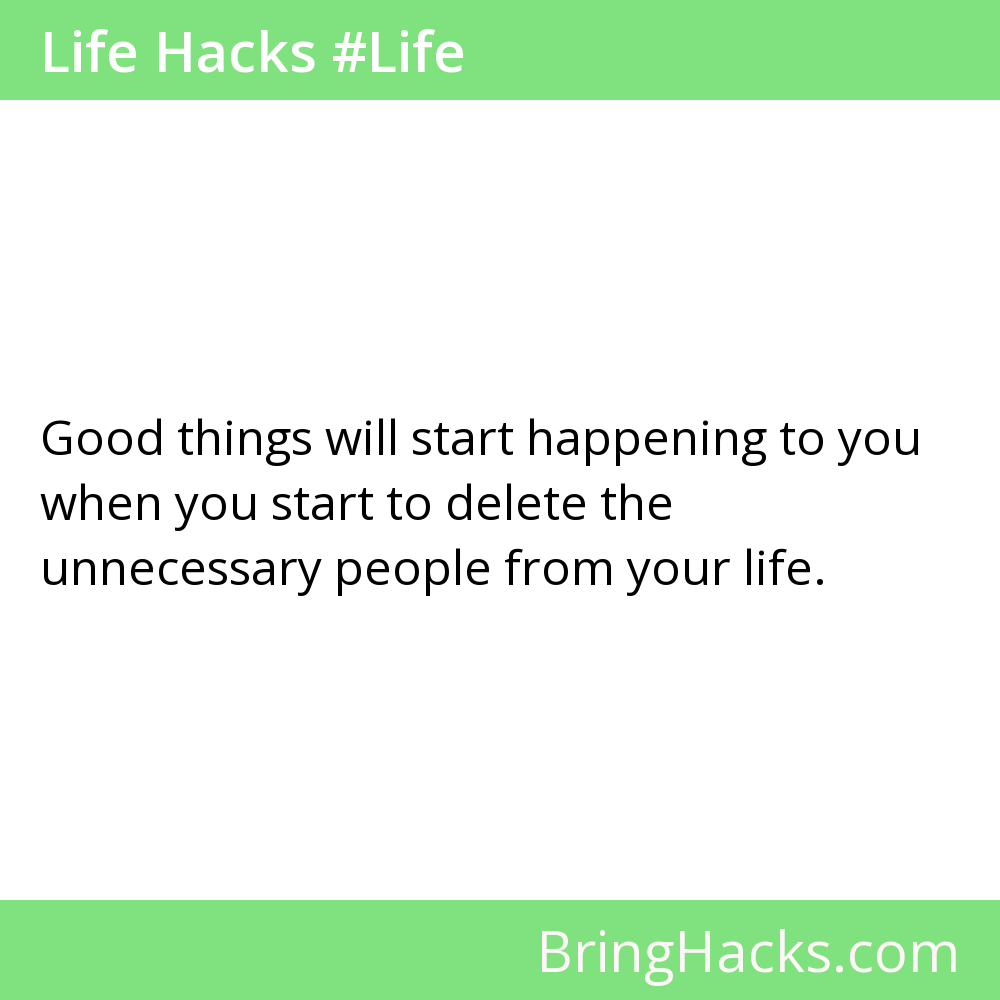 Life Hacks #Life
Good things will start happening to you
when you start to delete the
unnecessary people from your life.
BringHacks.com